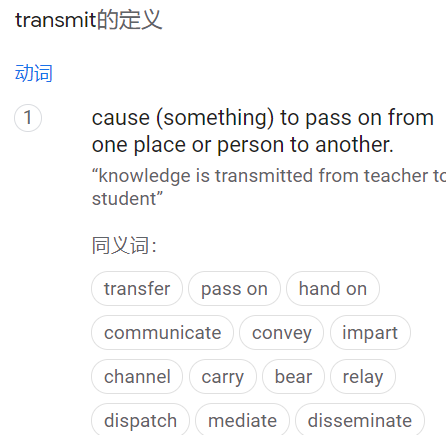 transmit的定义
动词
1
cause (something) to pass on from
one place or person to another.
“knowledge is transmitted from teacher to
student”
同义词：
transfer pass on hand on
communicate convey impart
channel carry bear relay
dispatch mediate disseminate